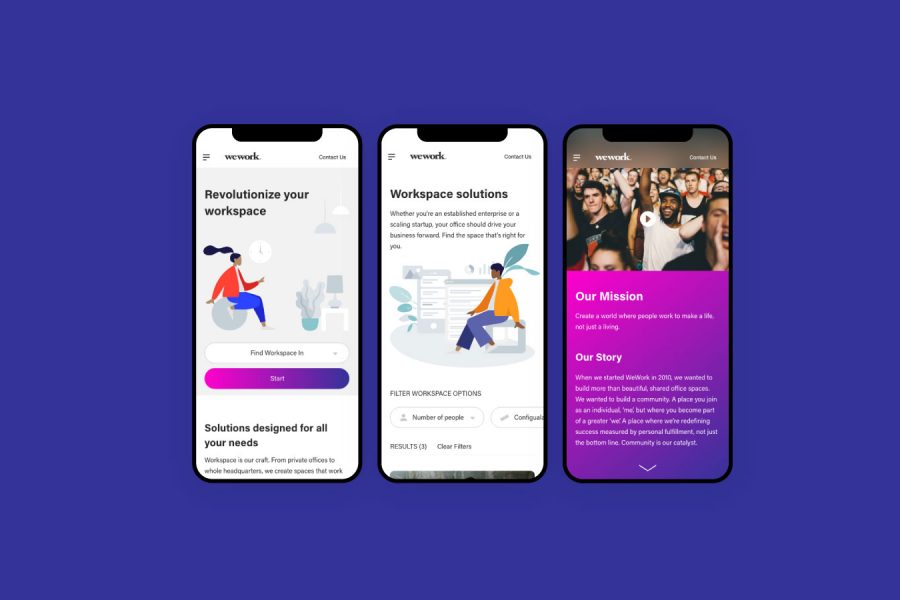 wework
Contact Us
Revolutionize your
workspace
Find Workspace In
Start
Solutions designed for all
your needs
Workspace is our craft. From private offices to
whole headquarters, we create spaces that work
wework
Contact Us
Workspace solutions
Whether you're an established enterprise or a
scaling startup, your office should drive your
business forward. Find the space that's right for
you.
FILTER WORKSPACE OPTIONS
Number of people
Configuala
RESULTS (3) Clear Filters
wework
Contact Us
Our Mission
Create a world where people work to make a life,
not just a living.
Our Story
When we started WeWork in 2010, we wanted to
build more than beautiful, shared office spaces.
We wanted to build a community. A place you join
as an individual, 'me', but where you become part
of a greater 'we'. A place where we're redefining
success measured by personal fulfillment, not just
the bottom line. Community is our catalyst.